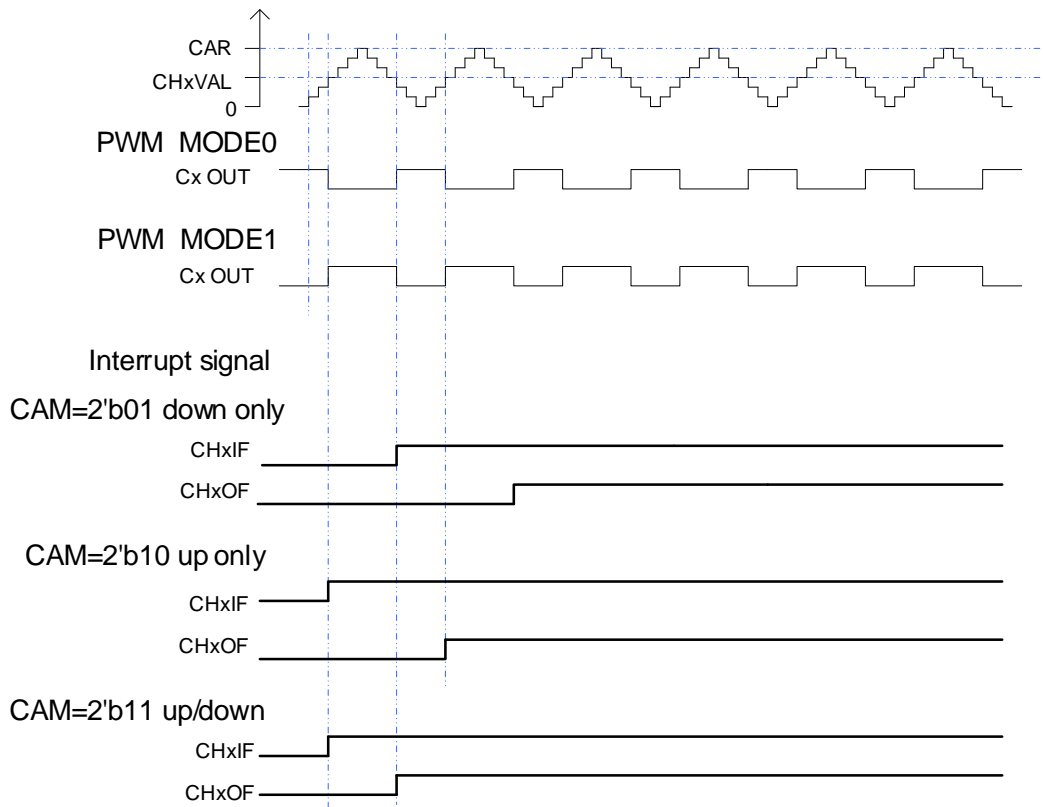 CAR
CHxVAL
0
PWM MODE0
Cx OUT
PWM MODE1
Cx OUT
Interrupt signal
CAM=2'b01 down only
CHxIF
CHxOF
CAM=2'b10 up only
CHxIF
CHxOF
CAM=2'b11 up/down
CHxIF
CHxOF